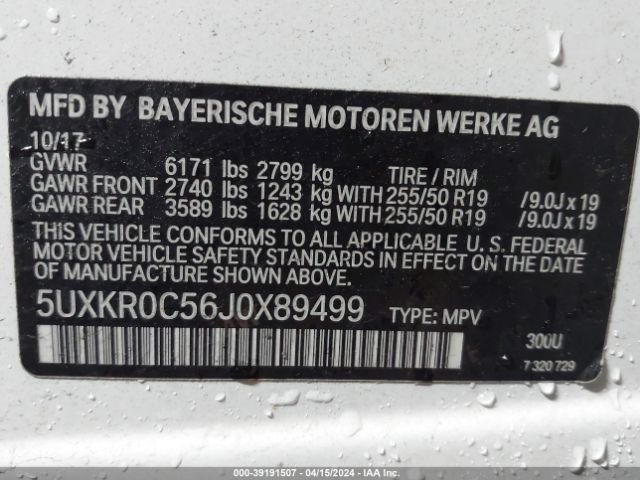 MFD BY BAYERISCHE MOTOREN WERKE AG
10/17
GVWR 6171 lbs 2799 kg TIRE / RIM
GAWR FRONT 2740 lbs 1243 kg WITH 255/50 R19 /9.0J x 19
GAWR REAR 3589 lbs 1628 kg WITH 255/50 R19 /9.0J x 19
THIS VEHICLE CONFORMS TO ALL APPLICABLE U. S. FEDERAL
MOTOR VEHICLE SAFETY STANDARDS IN EFFECT ON THE DATE
OF MANUFACTURE SHOWN ABOVE.
5UXKR0C56J0X89499 TYPE: MPV
300U
7 320 729
000-39191507 - 04/15/2024 - IAAI.COM